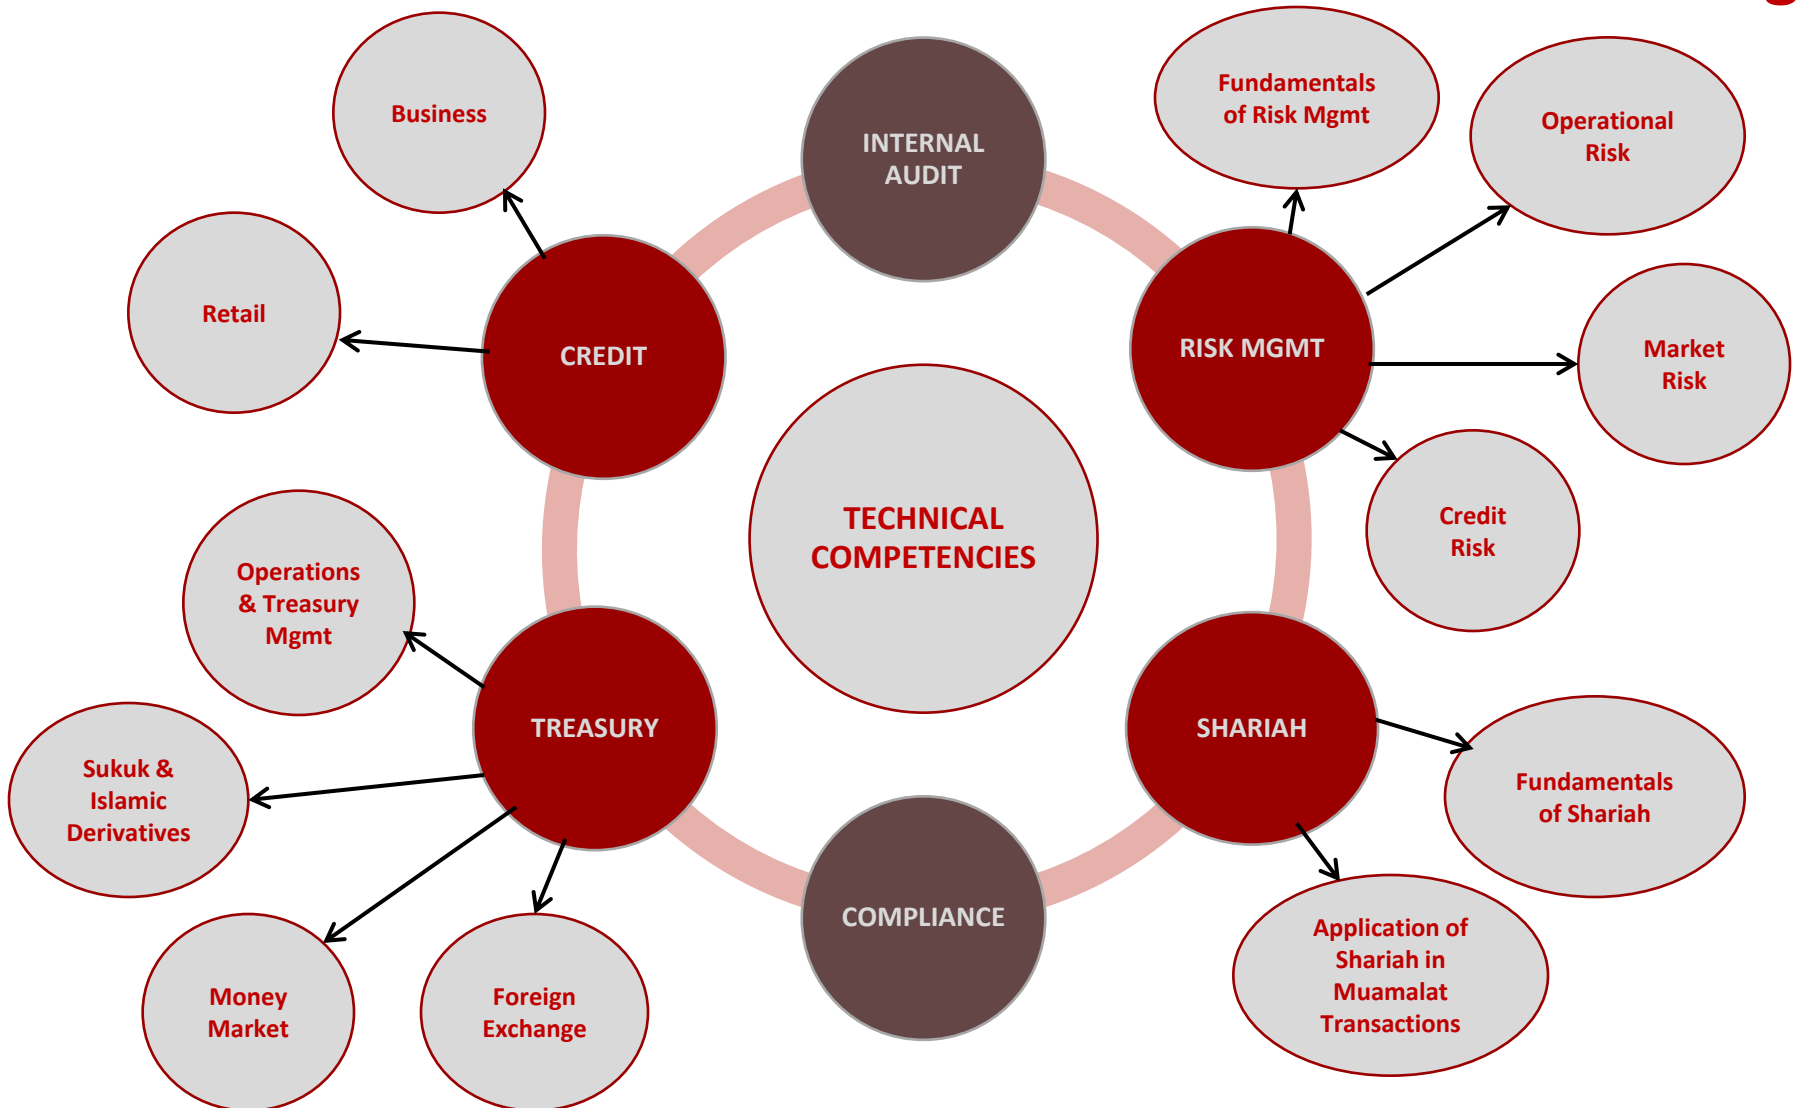 Business
INTERNAL
AUDIT
Fundamentals
of Risk Mgmt
Operational
Risk
Retail
CREDIT
RISK MGMT
Market
Risk
TECHNICAL
COMPETENCIES
Credit
Risk
Operations
& Treasury
Mgmt
TREASURY
SHARIAH
Sukuk &
Islamic
Derivatives
Fundamentals
of Shariah
COMPLIANCE
Application of
Shariah in
Muamalat
Transactions
Money
Market
Foreign
Exchange